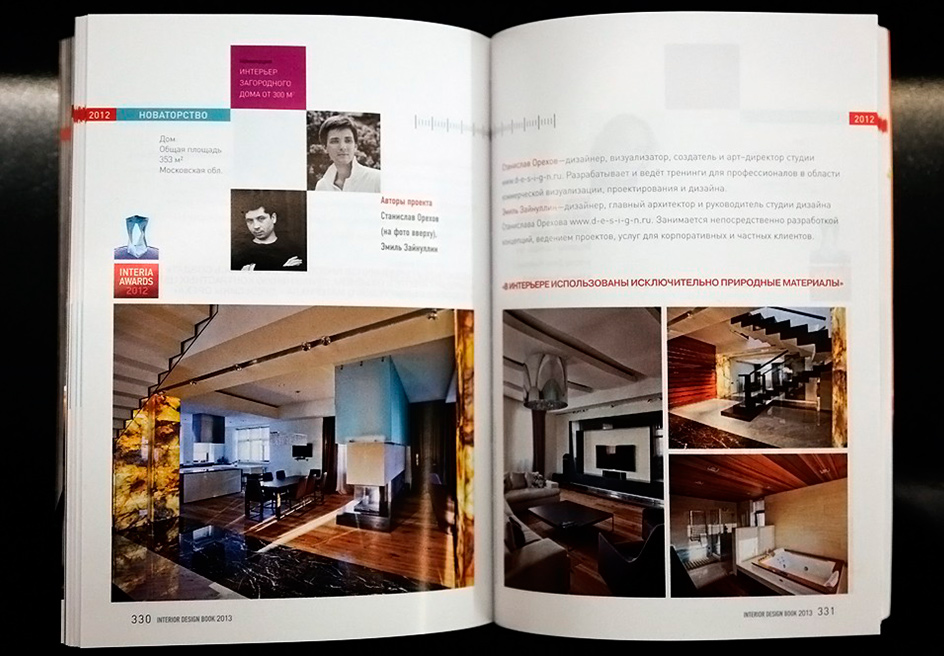 ИНТЕРЬЕР
ЗАГОРОДНОГО
ДОМА ОТ 300 М²
2012 НОВАТОРСТВО
Дом
Общая площадь
353 м²
Московская обл.
Авторы проекта
Станислав Орехов
(на фото вверху),
Эмиль Зайнуллин
INTERIA
AWARDS
2012
330 INTERIOR DESIGN BOOK 2013
2012
Станислав Орехов—дизайнер, визуализатор, создатель и арт-директор студии
www.d-e-s-i-g-n.ru. Разрабатывает и ведёт тренинги для профессионалов в области
коммерческой визуализации, проектирования и дизайна.
Эмиль Зайнуллин—дизайнер, главный архитектор и руководитель студии дизайна
Станислава Орехова www.d-e-s-i-g-n.ru. Занимается непосредственно разработкой
концепций, ведением проектов, услуг для корпоративных и частных клиентов.
«В ИНТЕРЬЕРЕ ИСПОЛЬЗОВАНЫ ИСКЛЮЧИТЕЛЬНО ПРИРОДНЫЕ МАТЕРИАЛЫ»
INTERIOR DESIGN BOOK 2013 331